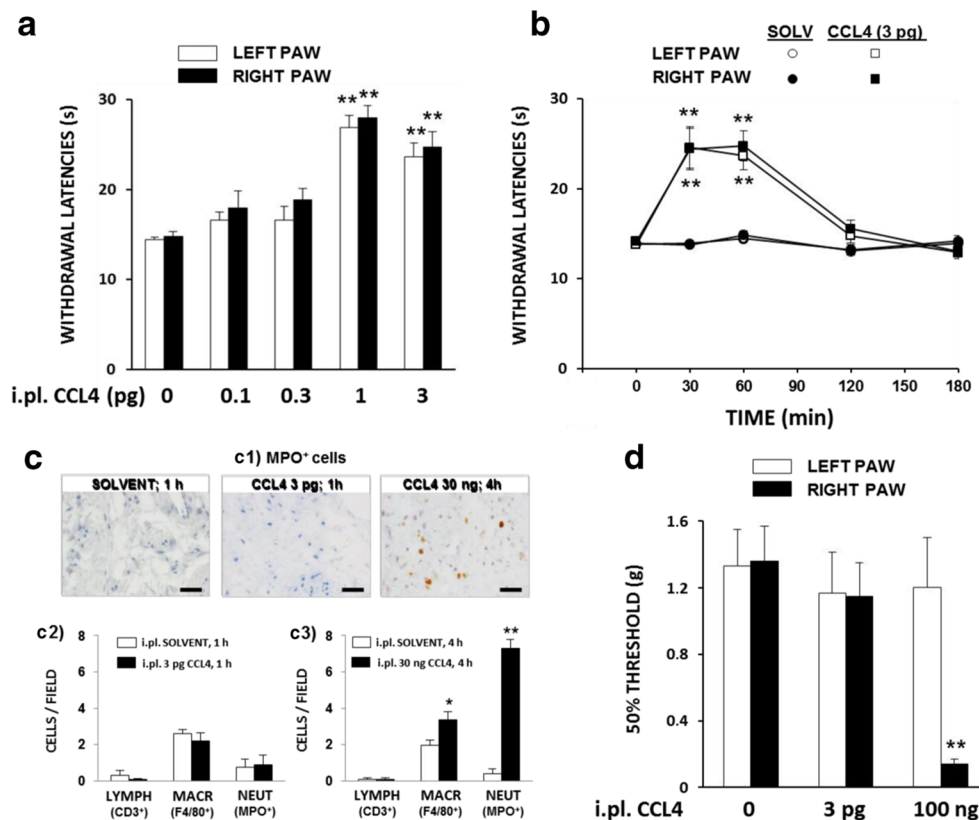 a
LEFT PAW
RIGHT PAW
WITHDRAWAL LATENCIES (s)
30
20
10
0
** **
** **
i.pl. CCL4 (pg) 0 0.1 0.3 1 3
b
SOLV CCL4 (3 pg)
LEFT PAW
RIGHT PAW
WITHDRAWAL LATENCIES (s)
30
20
10
0
** **
** **
0 30 60 90 120 150 180
TIME (min)
c
c1) MPO⁺ cells
SOLVENT; 1 h CCL4 3 pg; 1h CCL4 30 ng; 4h
c2)
i.pl. SOLVENT, 1 h
i.pl. 3 pg CCL4, 1 h
CELLS / FIELD
8
6
4
2
0
LYMPH MACR NEUT
(CD3⁺) (F4/80⁺) (MPO⁺)
c3)
i.pl. SOLVENT, 4 h
i.pl. 30 ng CCL4, 4h
CELLS / FIELD
8
6
4
2
0
**
*
LYMPH MACR NEUT
(CD3⁺) (F4/80⁺) (MPO⁺)
d
LEFT PAW
RIGHT PAW
50% THRESHOLD (g)
1.6
1.2
0.8
0.4
0
**
i.pl. CCL4 0 3 pg 100 ng